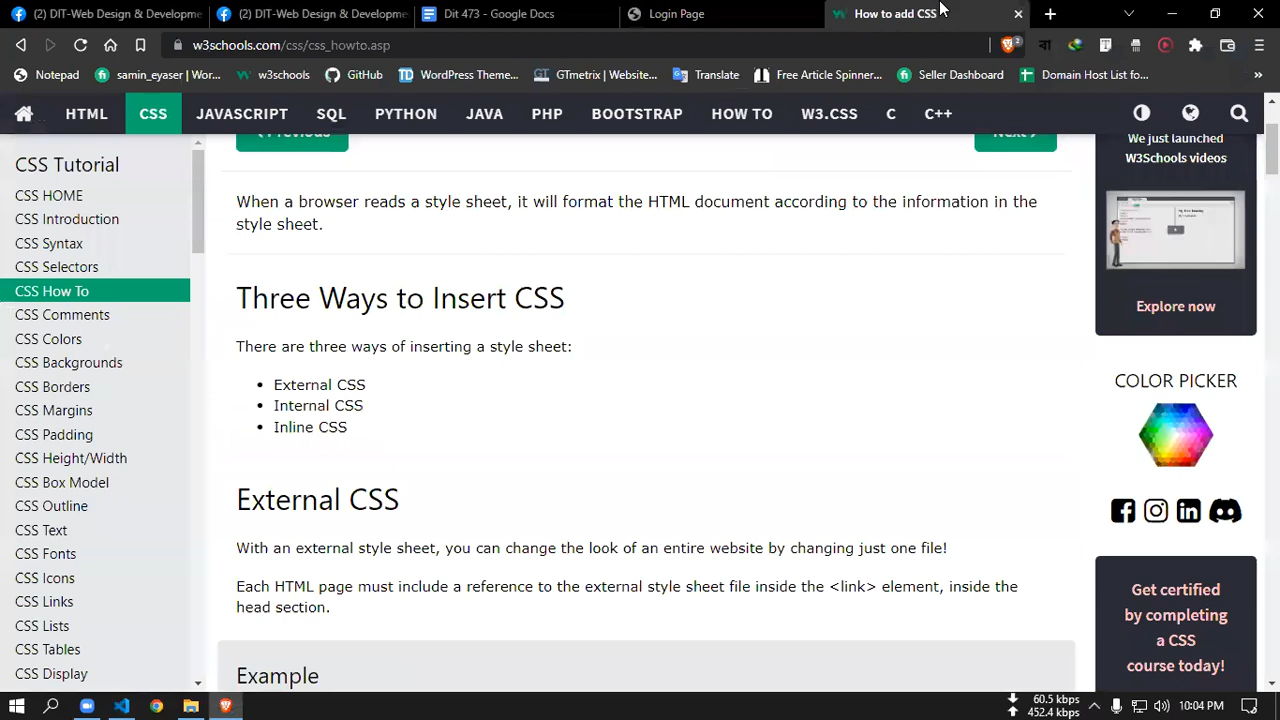 (2) DIT-Web Design & Developme
(2) DIT-Web Design & Developme
Dit 473 - Google Docs
Login Page
How to add CSS
w3schools.com/css/css_howto.asp
2
বা
Notepad
samin_eyaser | Wor...
w3schools
GitHub
WordPress Theme...
GTmetrix | Website...
Translate
Free Article Spinner...
Seller Dashboard
Domain Host List fo...
»
HTML
CSS
JAVASCRIPT
SQL
PYTHON
JAVA
PHP
BOOTSTRAP
HOW TO
W3.CSS
C
C++
CSS Tutorial
CSS HOME
CSS Introduction
CSS Syntax
CSS Selectors
CSS How To
CSS Comments
CSS Colors
CSS Backgrounds
CSS Borders
CSS Margins
CSS Padding
CSS Height/Width
CSS Box Model
CSS Outline
CSS Text
CSS Fonts
CSS Icons
CSS Links
CSS Lists
CSS Tables
CSS Display
‹ Previous
Next ›
When a browser reads a style sheet, it will format the HTML document according to the information in the
style sheet.
Three Ways to Insert CSS
There are three ways of inserting a style sheet:
• External CSS
• Internal CSS
• Inline CSS
External CSS
With an external style sheet, you can change the look of an entire website by changing just one file!
Each HTML page must include a reference to the external style sheet file inside the <link> element, inside the
head section.
Example
We just launched
W3Schools videos
Explore now
COLOR PICKER
Get certified
by completing
a CSS
course today!
60.5 kbps
452.4 kbps
10:04 PM